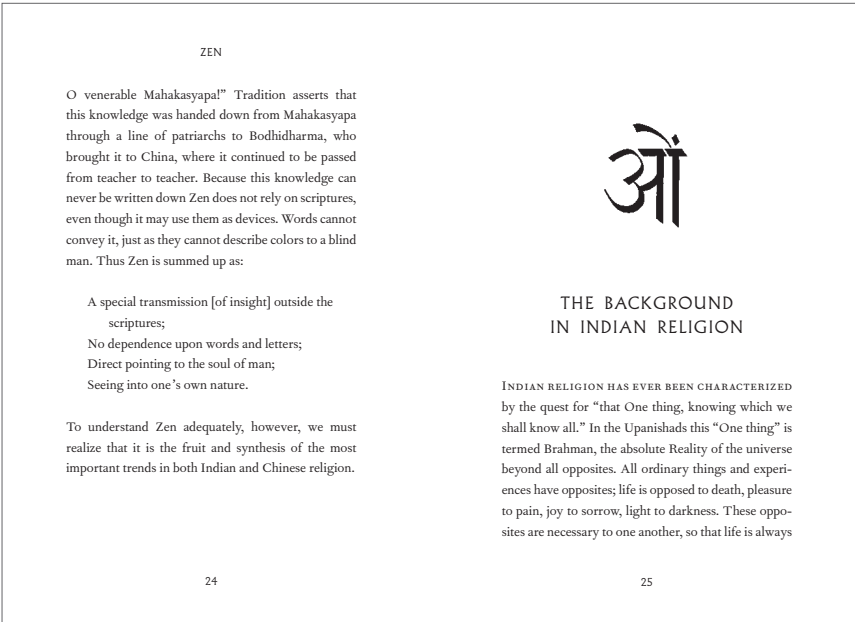 ZEN
O venerable Mahakasyapa!” Tradition asserts that
this knowledge was handed down from Mahakasyapa
through a line of patriarchs to Bodhidharma, who
brought it to China, where it continued to be passed
from teacher to teacher. Because this knowledge can
never be written down Zen does not rely on scriptures,
even though it may use them as devices. Words cannot
convey it, just as they cannot describe colors to a blind
man. Thus Zen is summed up as:
A special transmission [of insight] outside the
scriptures;
No dependence upon words and letters;
Direct pointing to the soul of man;
Seeing into one’s own nature.
To understand Zen adequately, however, we must
realize that it is the fruit and synthesis of the most
important trends in both Indian and Chinese religion.
24
ओं
THE BACKGROUND
IN INDIAN RELIGION
INDIAN RELIGION HAS EVER BEEN CHARACTERIZED
by the quest for “that One thing, knowing which we
shall know all.” In the Upanishads this “One thing” is
termed Brahman, the absolute Reality of the universe
beyond all opposites. All ordinary things and experi-
ences have opposites; life is opposed to death, pleasure
to pain, joy to sorrow, light to darkness. These oppo-
sites are necessary to one another, so that life is always
25